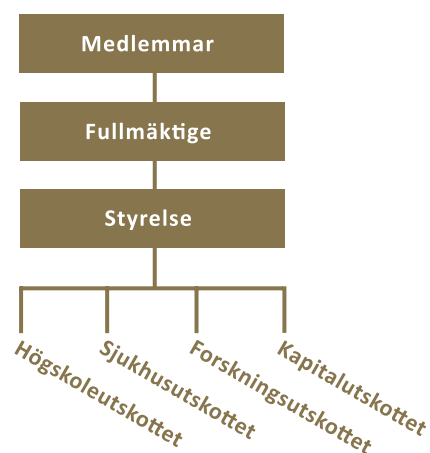 Medlemmar
Fullmäktige
Styrelse
Högskoleutskottet
Sjukhusutskottet
Forskningsutskottet
Kapitalutskottet